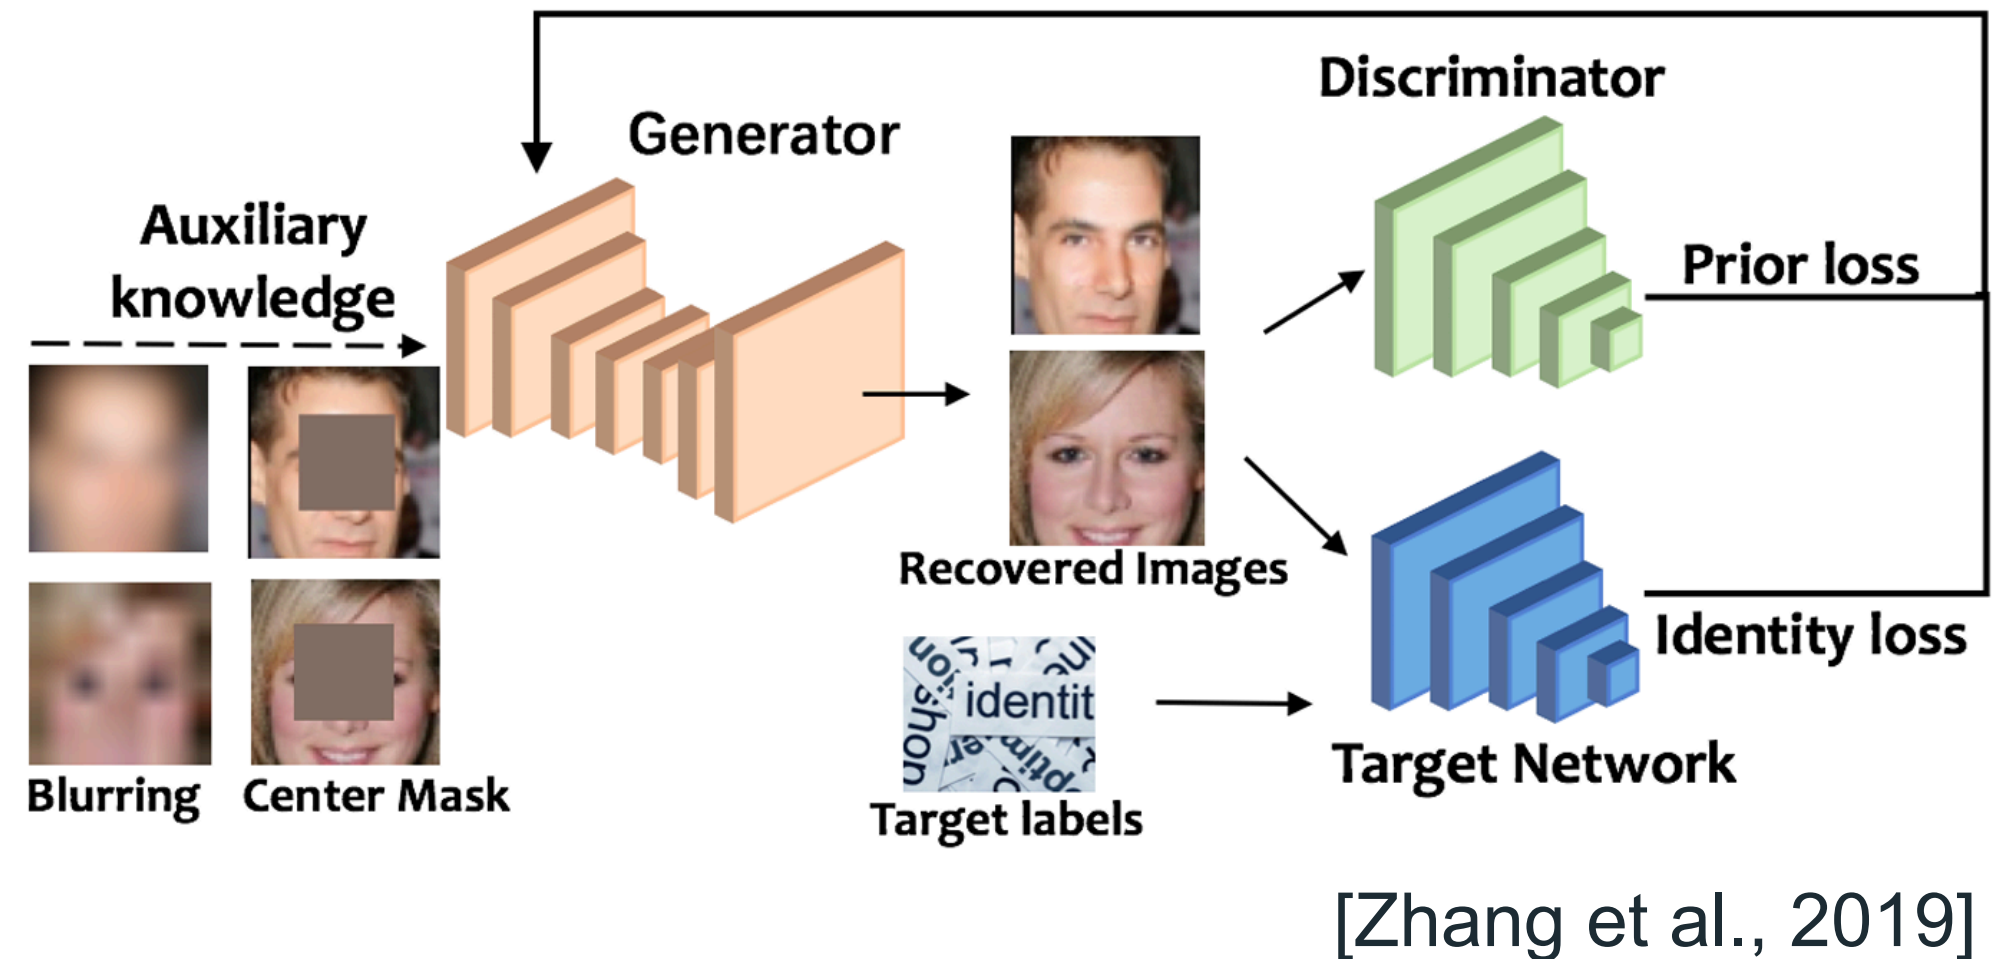 Discriminator
Generator
Auxiliary
knowledge
Prior loss
Recovered Images
Identity loss
identit
shon
Target Network
Blurring
Center Mask
Target labels
[Zhang et al., 2019]